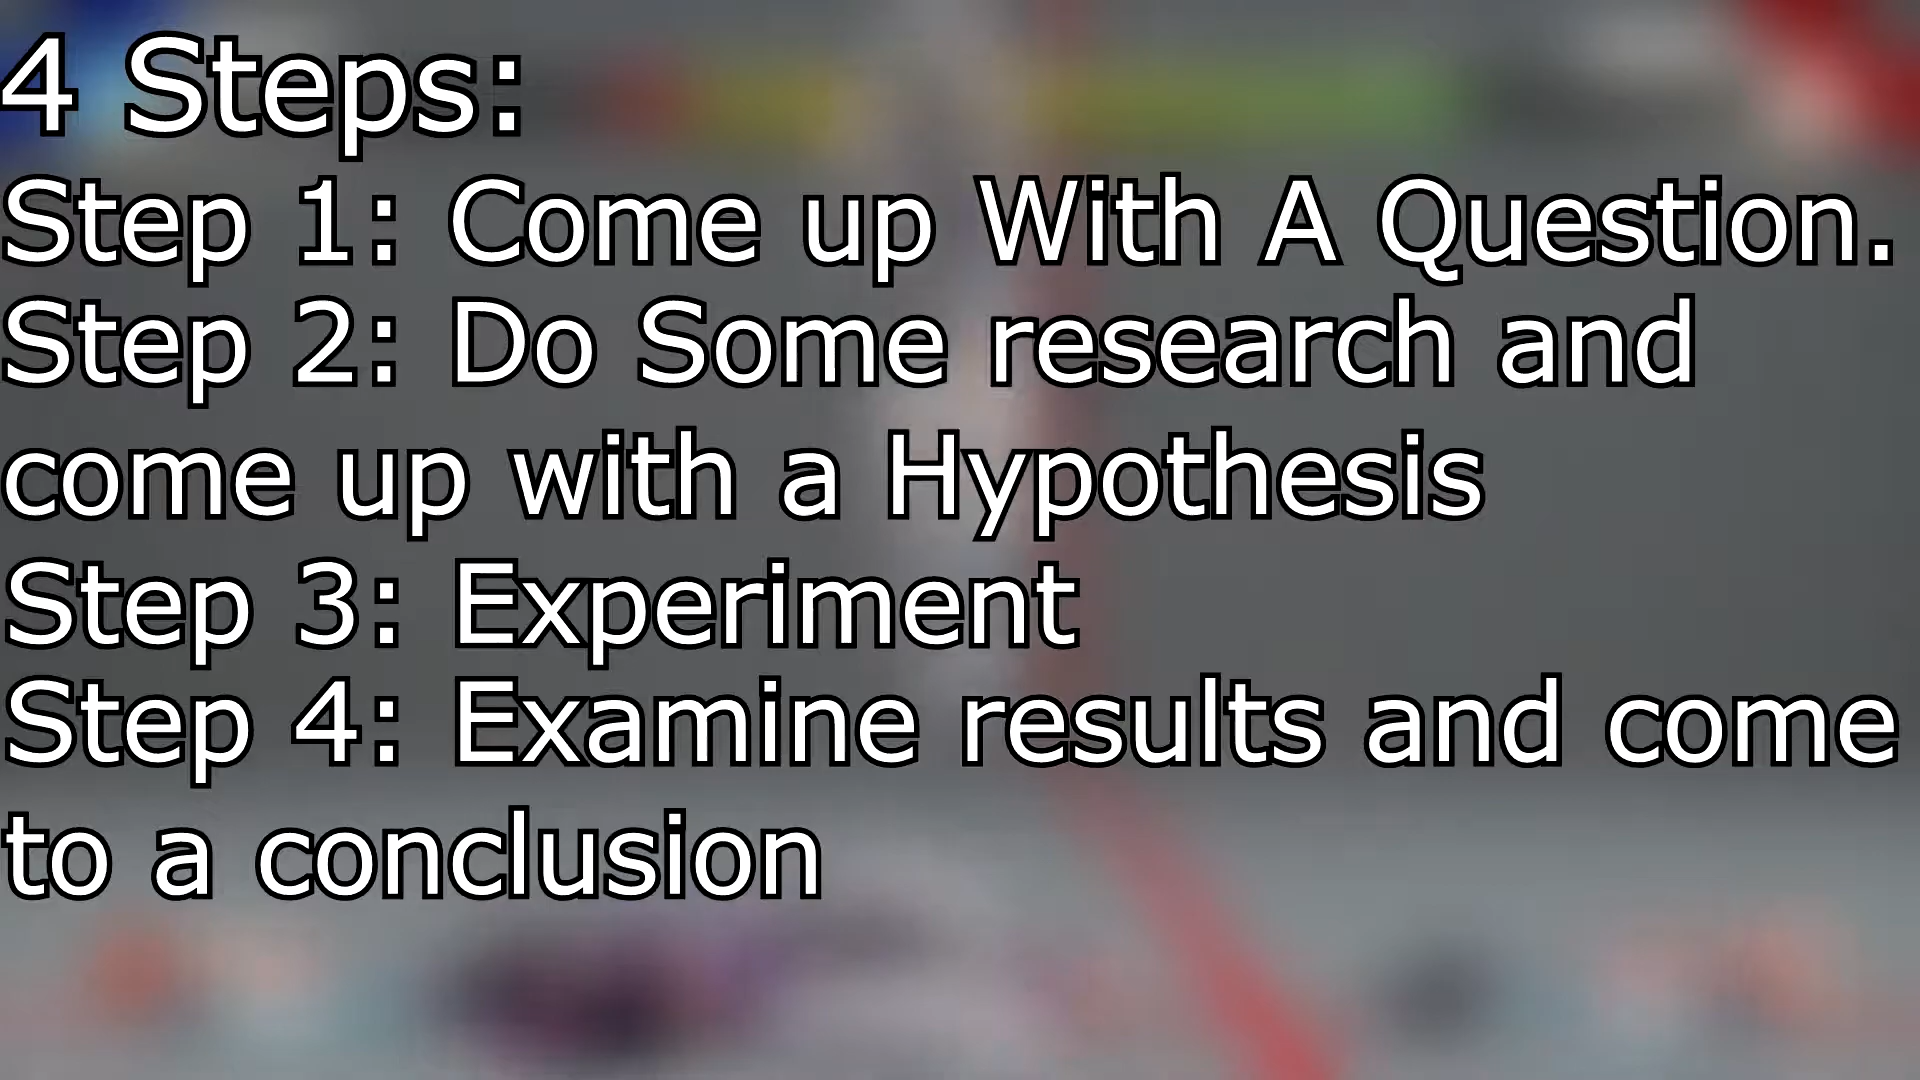 4 Steps:
Step 1: Come up With A Question.
Step 2: Do Some research and
come up with a Hypothesis
Step 3: Experiment
Step 4: Examine results and come
to a conclusion